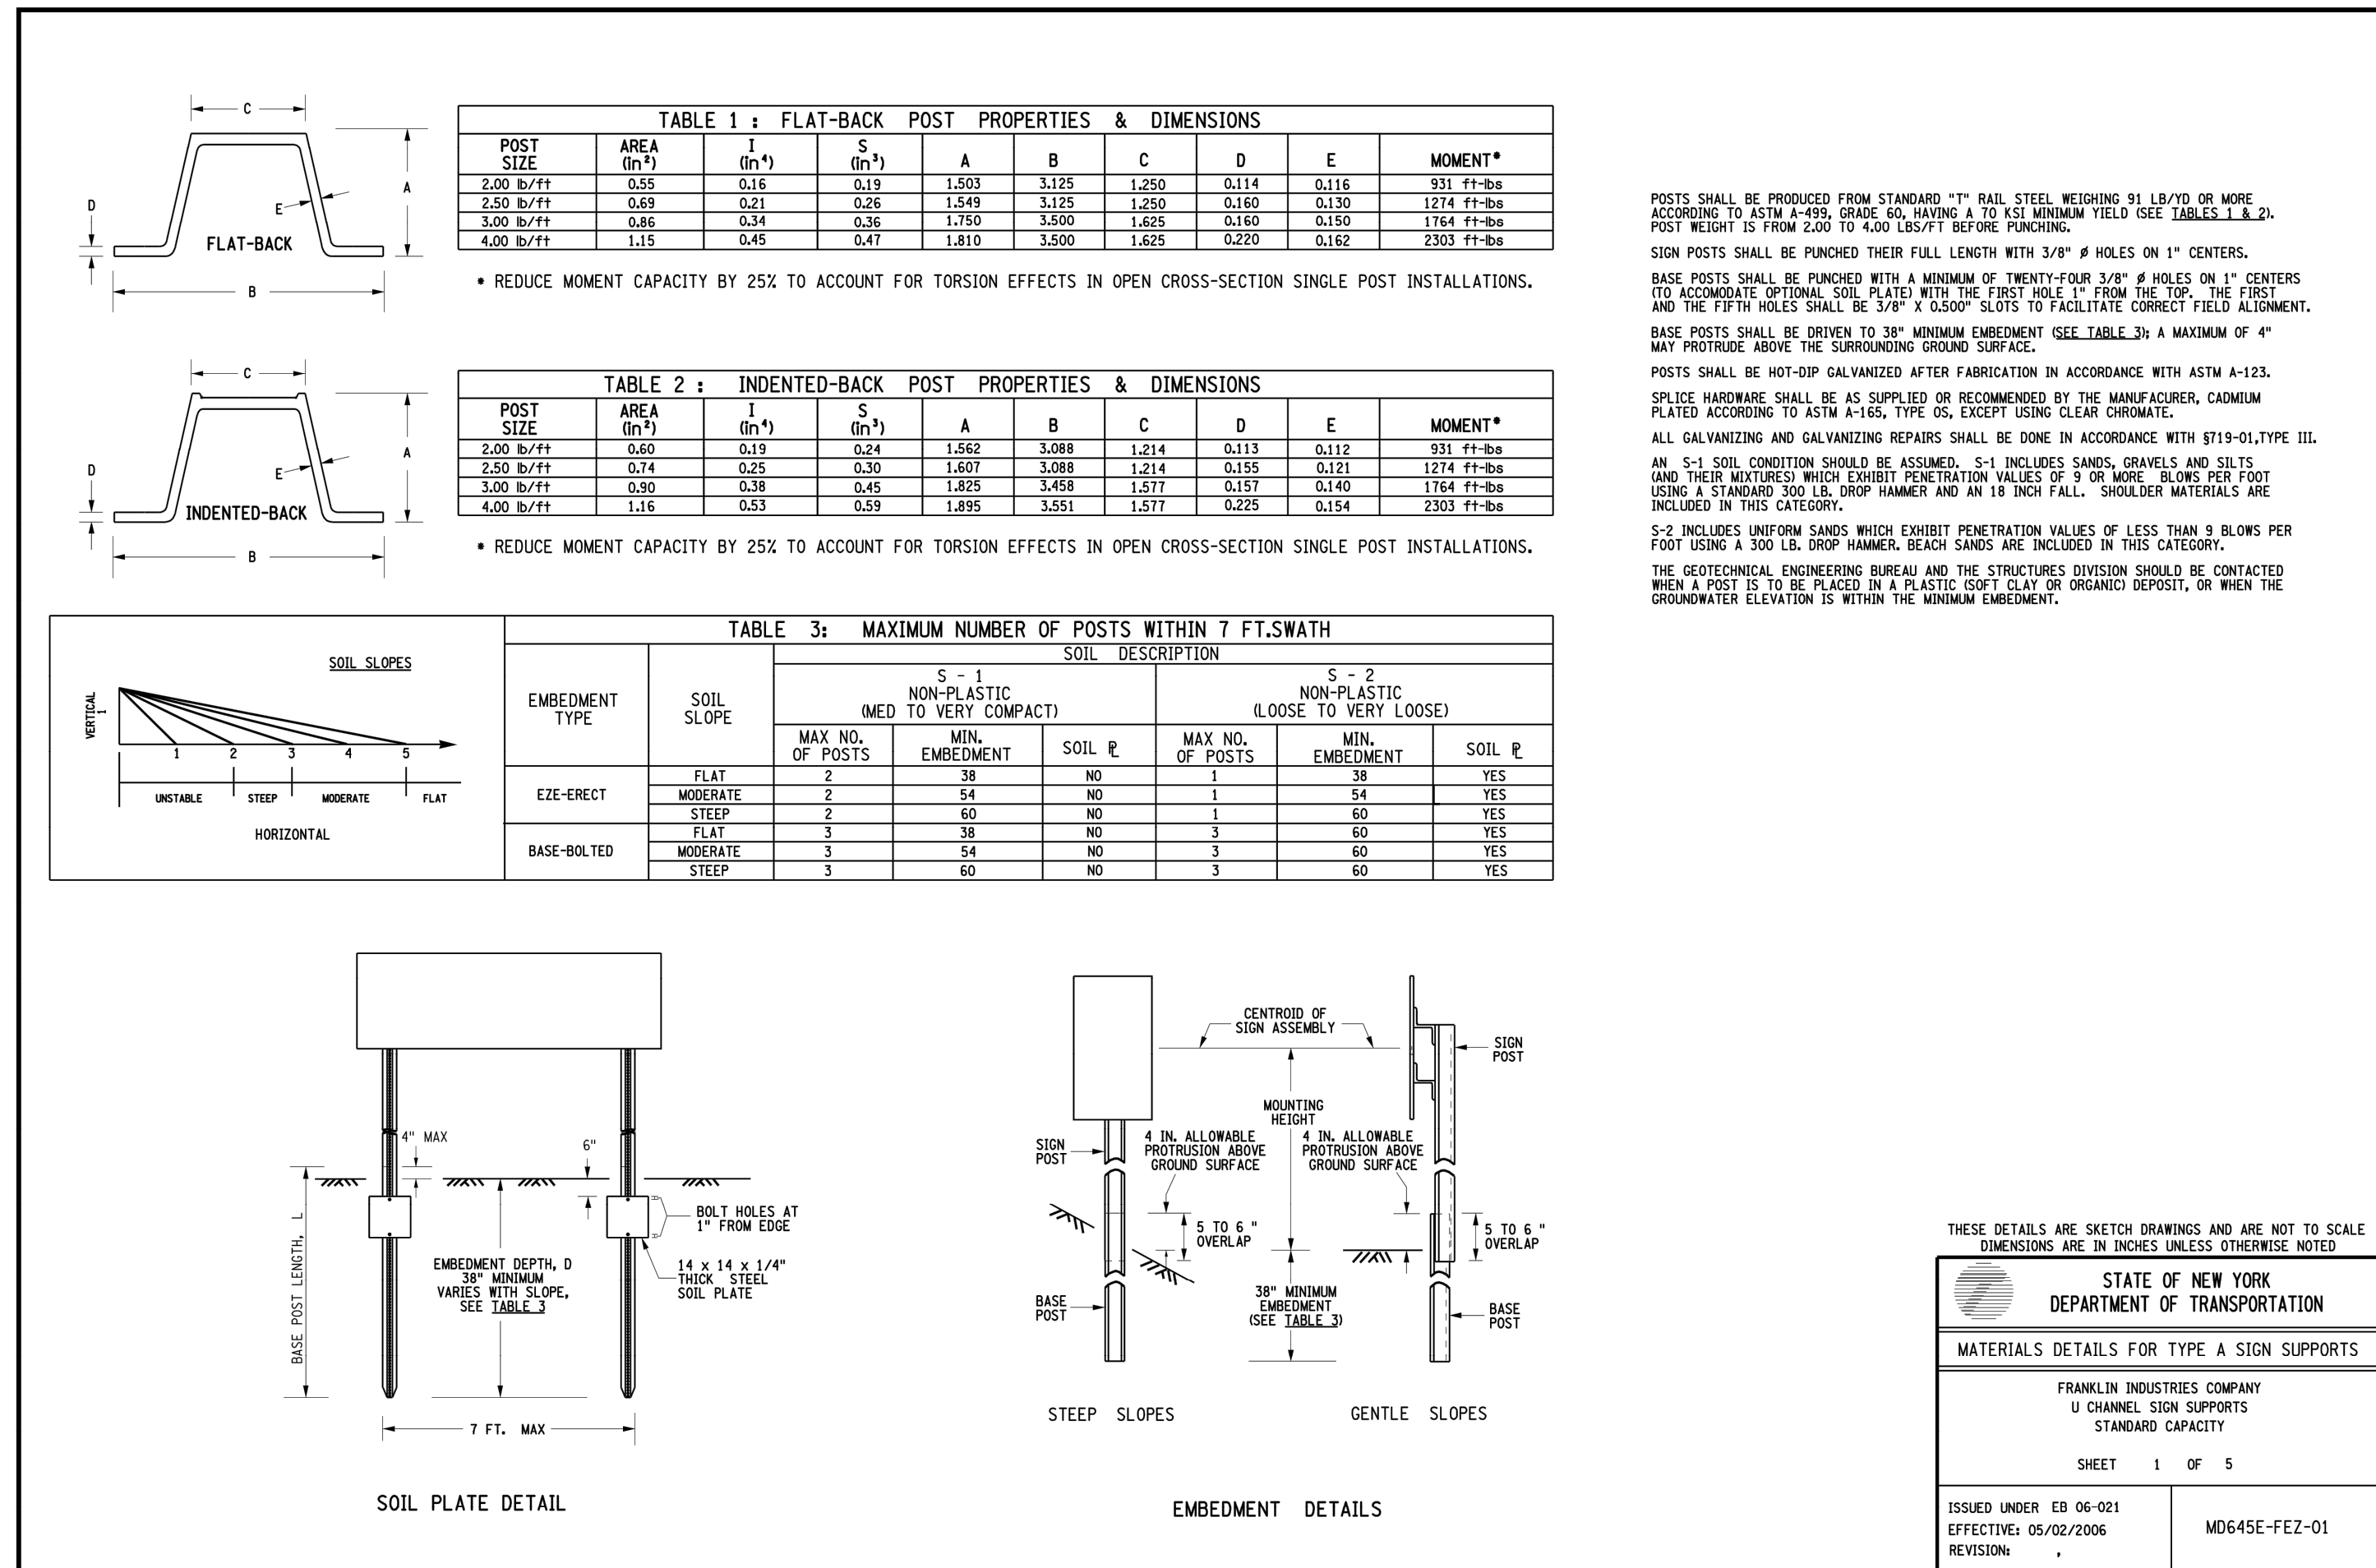 C
A
D
E
FLAT-BACK
B
TABLE 1 : FLAT-BACK POST PROPERTIES & DIMENSIONS
POST SIZE AREA (in²) I (in⁴) S (in³) A B C D E MOMENT*
2.00 lb/ft 0.55 0.16 0.19 1.503 3.125 1.250 0.114 0.116 931 ft-lbs
2.50 lb/ft 0.69 0.21 0.26 1.549 3.125 1.250 0.160 0.130 1274 ft-lbs
3.00 lb/ft 0.86 0.34 0.36 1.750 3.500 1.625 0.160 0.150 1764 ft-lbs
4.00 lb/ft 1.15 0.45 0.47 1.810 3.500 1.625 0.220 0.162 2303 ft-lbs
* REDUCE MOMENT CAPACITY BY 25% TO ACCOUNT FOR TORSION EFFECTS IN OPEN CROSS-SECTION SINGLE POST INSTALLATIONS.
C
A
D
E
INDENTED-BACK
B
TABLE 2 : INDENTED-BACK POST PROPERTIES & DIMENSIONS
POST SIZE AREA (in²) I (in⁴) S (in³) A B C D E MOMENT*
2.00 lb/ft 0.60 0.19 0.24 1.562 3.088 1.214 0.113 0.112 931 ft-lbs
2.50 lb/ft 0.74 0.25 0.30 1.607 3.088 1.214 0.155 0.121 1274 ft-lbs
3.00 lb/ft 0.90 0.38 0.45 1.825 3.458 1.577 0.157 0.140 1764 ft-lbs
4.00 lb/ft 1.16 0.53 0.59 1.895 3.551 1.577 0.225 0.154 2303 ft-lbs
* REDUCE MOMENT CAPACITY BY 25% TO ACCOUNT FOR TORSION EFFECTS IN OPEN CROSS-SECTION SINGLE POST INSTALLATIONS.
POSTS SHALL BE PRODUCED FROM STANDARD "T" RAIL STEEL WEIGHING 91 LB/YD OR MORE
ACCORDING TO ASTM A-499, GRADE 60, HAVING A 70 KSI MINIMUM YIELD (SEE TABLES 1 & 2).
POST WEIGHT IS FROM 2.00 TO 4.00 LBS/FT BEFORE PUNCHING.
SIGN POSTS SHALL BE PUNCHED THEIR FULL LENGTH WITH 3/8" Ø HOLES ON 1" CENTERS.
BASE POSTS SHALL BE PUNCHED WITH A MINIMUM OF TWENTY-FOUR 3/8" Ø HOLES ON 1" CENTERS
(TO ACCOMODATE OPTIONAL SOIL PLATE) WITH THE FIRST HOLE 1" FROM THE TOP. THE FIRST
AND THE FIFTH HOLES SHALL BE 3/8" X 0.500" SLOTS TO FACILITATE CORRECT FIELD ALIGNMENT.
BASE POSTS SHALL BE DRIVEN TO 38" MINIMUM EMBEDMENT (SEE TABLE 3); A MAXIMUM OF 4"
MAY PROTRUDE ABOVE THE SURROUNDING GROUND SURFACE.
POSTS SHALL BE HOT-DIP GALVANIZED AFTER FABRICATION IN ACCORDANCE WITH ASTM A-123.
SPLICE HARDWARE SHALL BE AS SUPPLIED OR RECOMMENDED BY THE MANUFACURER, CADMIUM
PLATED ACCORDING TO ASTM A-165, TYPE OS, EXCEPT USING CLEAR CHROMATE.
ALL GALVANIZING AND GALVANIZING REPAIRS SHALL BE DONE IN ACCORDANCE WITH §719-01,TYPE III.
AN S-1 SOIL CONDITION SHOULD BE ASSUMED. S-1 INCLUDES SANDS, GRAVELS AND SILTS
(AND THEIR MIXTURES) WHICH EXHIBIT PENETRATION VALUES OF 9 OR MORE BLOWS PER FOOT
USING A STANDARD 300 LB. DROP HAMMER AND AN 18 INCH FALL. SHOULDER MATERIALS ARE
INCLUDED IN THIS CATEGORY.
S-2 INCLUDES UNIFORM SANDS WHICH EXHIBIT PENETRATION VALUES OF LESS THAN 9 BLOWS PER
FOOT USING A 300 LB. DROP HAMMER. BEACH SANDS ARE INCLUDED IN THIS CATEGORY.
THE GEOTECHNICAL ENGINEERING BUREAU AND THE STRUCTURES DIVISION SHOULD BE CONTACTED
WHEN A POST IS TO BE PLACED IN A PLASTIC (SOFT CLAY OR ORGANIC) DEPOSIT, OR WHEN THE
GROUNDWATER ELEVATION IS WITHIN THE MINIMUM EMBEDMENT.
SOIL SLOPES
VERTICAL
1
1 2 3 4 5
UNSTABLE STEEP MODERATE FLAT
HORIZONTAL
TABLE 3: MAXIMUM NUMBER OF POSTS WITHIN 7 FT.SWATH
EMBEDMENT TYPE SOIL SLOPE SOIL DESCRIPTION
S - 1 S - 2
NON-PLASTIC NON-PLASTIC
(MED TO VERY COMPACT) (LOOSE TO VERY LOOSE)
MAX NO. OF POSTS MIN. EMBEDMENT SOIL ℞ MAX NO. OF POSTS MIN. EMBEDMENT SOIL ℞
EZE-ERECT FLAT 2 38 NO 1 38 YES
MODERATE 2 54 NO 1 54 YES
STEEP 2 60 NO 1 60 YES
BASE-BOLTED FLAT 3 38 NO 3 60 YES
MODERATE 3 54 NO 3 60 YES
STEEP 3 60 NO 3 60 YES
4" MAX
6"
BASE POST LENGTH, L
BOLT HOLES AT
1" FROM EDGE
EMBEDMENT DEPTH, D
38" MINIMUM
VARIES WITH SLOPE,
SEE TABLE 3
14 x 14 x 1/4"
THICK STEEL
SOIL PLATE
7 FT. MAX
SOIL PLATE DETAIL
CENTROID OF
SIGN ASSEMBLY
SIGN
POST
MOUNTING
HEIGHT
SIGN
POST
4 IN. ALLOWABLE
PROTRUSION ABOVE
GROUND SURFACE
4 IN. ALLOWABLE
PROTRUSION ABOVE
GROUND SURFACE
5 TO 6 "
OVERLAP
5 TO 6 "
OVERLAP
BASE
POST
38" MINIMUM
EMBEDMENT
(SEE TABLE 3)
BASE
POST
STEEP SLOPES
GENTLE SLOPES
EMBEDMENT DETAILS
THESE DETAILS ARE SKETCH DRAWINGS AND ARE NOT TO SCALE
DIMENSIONS ARE IN INCHES UNLESS OTHERWISE NOTED
STATE OF NEW YORK
DEPARTMENT OF TRANSPORTATION
MATERIALS DETAILS FOR TYPE A SIGN SUPPORTS
FRANKLIN INDUSTRIES COMPANY
U CHANNEL SIGN SUPPORTS
STANDARD CAPACITY
SHEET 1 OF 5
ISSUED UNDER EB 06-021
EFFECTIVE: 05/02/2006
REVISION: ,
MD645E-FEZ-01